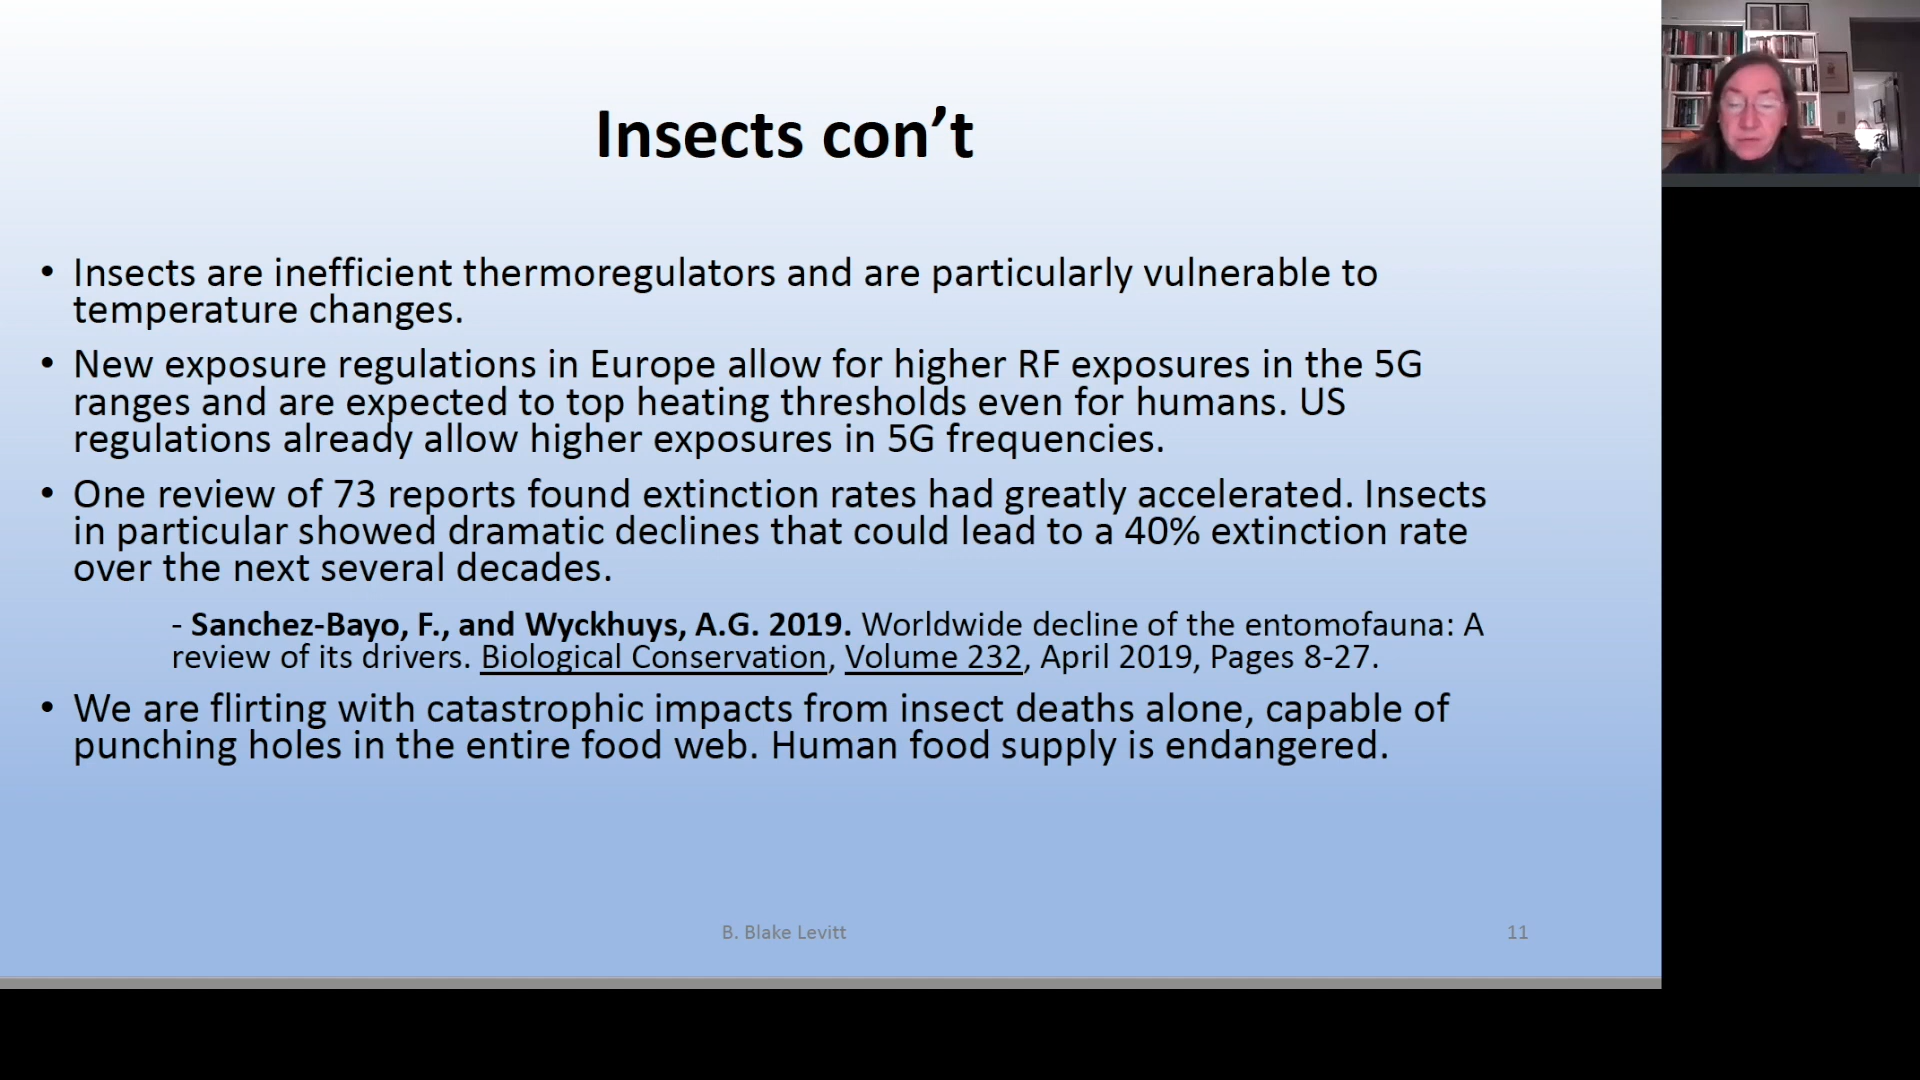 Insects con’t
• Insects are inefficient thermoregulators and are particularly vulnerable to
temperature changes.
• New exposure regulations in Europe allow for higher RF exposures in the 5G
ranges and are expected to top heating thresholds even for humans. US
regulations already allow higher exposures in 5G frequencies.
• One review of 73 reports found extinction rates had greatly accelerated. Insects
in particular showed dramatic declines that could lead to a 40% extinction rate
over the next several decades.
- Sanchez-Bayo, F., and Wyckhuys, A.G. 2019. Worldwide decline of the entomofauna: A
review of its drivers. Biological Conservation, Volume 232, April 2019, Pages 8-27.
• We are flirting with catastrophic impacts from insect deaths alone, capable of
punching holes in the entire food web. Human food supply is endangered.
B. Blake Levitt
11